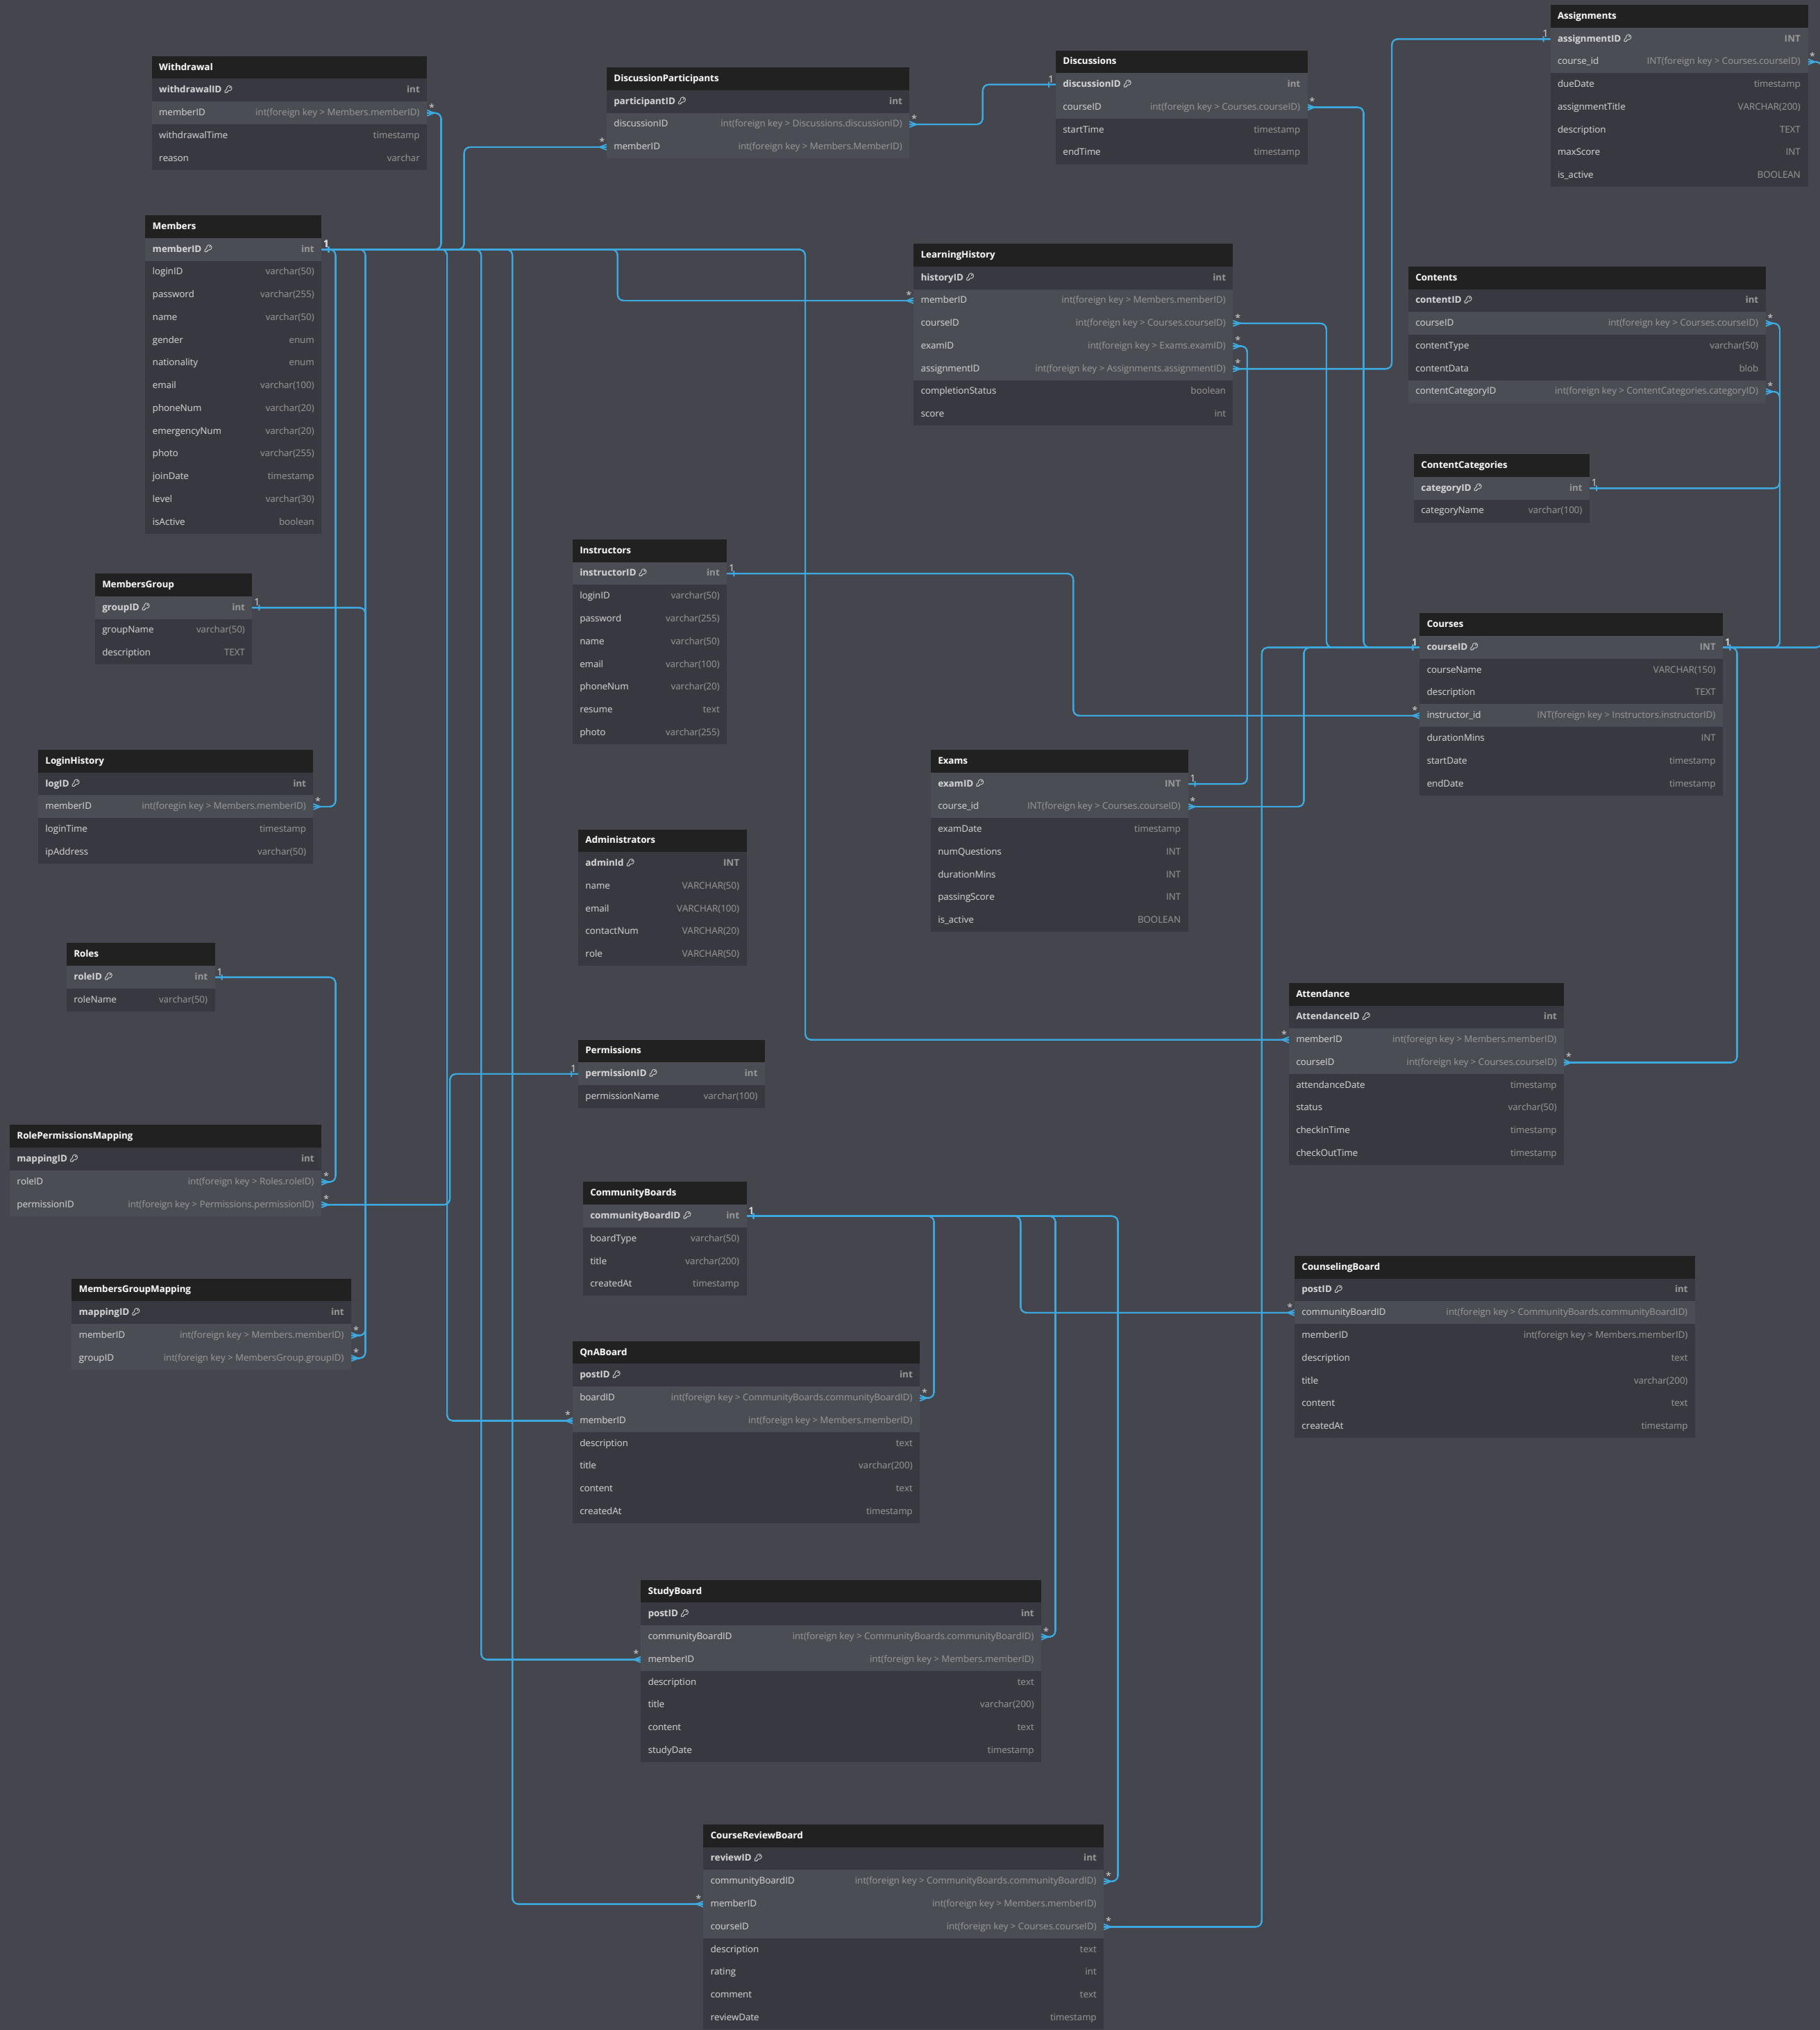 Withdrawal
withdrawalID int
memberID int(foreign key > Members.memberID) *
withdrawalTime timestamp
reason varchar
DiscussionParticipants
participantID int
discussionID int(foreign key > Discussions.discussionID) *
* memberID int(foreign key > Members.MemberID)
Discussions
1 discussionID int
courseID int(foreign key > Courses.courseID) *
startTime timestamp
endTime timestamp
Assignments
1 assignmentID INT
course_id INT(foreign key > Courses.courseID) *
dueDate timestamp
assignmentTitle VARCHAR(200)
description TEXT
maxScore INT
is_active BOOLEAN
Members
memberID int 1
loginID varchar(50)
password varchar(255)
name varchar(50)
gender enum
nationality enum
email varchar(100)
phoneNum varchar(20)
emergencyNum varchar(20)
photo varchar(255)
joinDate timestamp
level varchar(30)
isActive boolean
LearningHistory
historyID int
* memberID int(foreign key > Members.memberID)
courseID int(foreign key > Courses.courseID) *
examID int(foreign key > Exams.examID) *
assignmentID int(foreign key > Assignments.assignmentID) *
completionStatus boolean
score int
Contents
contentID int
courseID int(foreign key > Courses.courseID) *
contentType varchar(50)
contentData blob
contentCategoryID int(foreign key > ContentCategories.categoryID) *
ContentCategories
categoryID int 1
categoryName varchar(100)
MembersGroup
groupID int 1
groupName varchar(50)
description TEXT
Instructors
instructorID int 1
loginID varchar(50)
password varchar(255)
name varchar(50)
email varchar(100)
phoneNum varchar(20)
resume text
photo varchar(255)
Courses
1 courseID INT 1
courseName VARCHAR(150)
description TEXT
* instructor_id INT(foreign key > Instructors.instructorID)
durationMins INT
startDate timestamp
endDate timestamp
LoginHistory
logID int
memberID int(foregin key > Members.memberID) *
loginTime timestamp
ipAddress varchar(50)
Exams
examID INT 1
course_id INT(foreign key > Courses.courseID) *
examDate timestamp
numQuestions INT
durationMins INT
passingScore INT
is_active BOOLEAN
Administrators
adminId INT
name VARCHAR(50)
email VARCHAR(100)
contactNum VARCHAR(20)
role VARCHAR(50)
Roles
roleID int 1
roleName varchar(50)
Attendance
AttendanceID int
* memberID int(foreign key > Members.memberID)
courseID int(foreign key > Courses.courseID) *
attendanceDate timestamp
status varchar(50)
checkInTime timestamp
checkOutTime timestamp
Permissions
1 permissionID int
permissionName varchar(100)
RolePermissionsMapping
mappingID int
roleID int(foreign key > Roles.roleID) *
permissionID int(foreign key > Permissions.permissionID) *
CommunityBoards
communityBoardID int 1
boardType varchar(50)
title varchar(200)
createdAt timestamp
CounselingBoard
postID int
* communityBoardID int(foreign key > CommunityBoards.communityBoardID)
memberID int(foreign key > Members.memberID)
description text
title varchar(200)
content text
createdAt timestamp
MembersGroupMapping
mappingID int
memberID int(foreign key > Members.memberID) *
groupID int(foreign key > MembersGroup.groupID) *
QnABoard
postID int
boardID int(foreign key > CommunityBoards.communityBoardID) *
* memberID int(foreign key > Members.memberID)
description text
title varchar(200)
content text
createdAt timestamp
StudyBoard
postID int
communityBoardID int(foreign key > CommunityBoards.communityBoardID) *
* memberID int(foreign key > Members.memberID)
description text
title varchar(200)
content text
studyDate timestamp
CourseReviewBoard
reviewID int
communityBoardID int(foreign key > CommunityBoards.communityBoardID) *
* memberID int(foreign key > Members.memberID)
courseID int(foreign key > Courses.courseID) *
description text
rating int
comment text
reviewDate timestamp